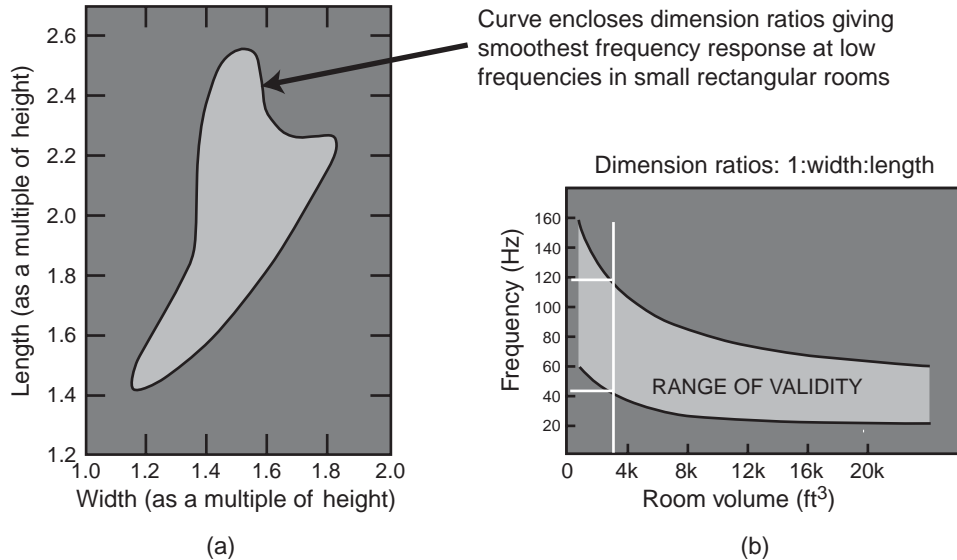 Curve encloses dimension ratios giving
smoothest frequency response at low
frequencies in small rectangular rooms
Length (as a multiple of height)
2.6
2.4
2.2
2.0
1.8
1.6
1.4
1.2
1.0 1.2 1.4 1.6 1.8 2.0
Width (as a multiple of height)
(a)
Dimension ratios: 1:width:length
Frequency (Hz)
160
140
120
100
80
60
40
20
RANGE OF VALIDITY
0 4k 8k 12k 16k 20k
Room volume (ft³)
(b)